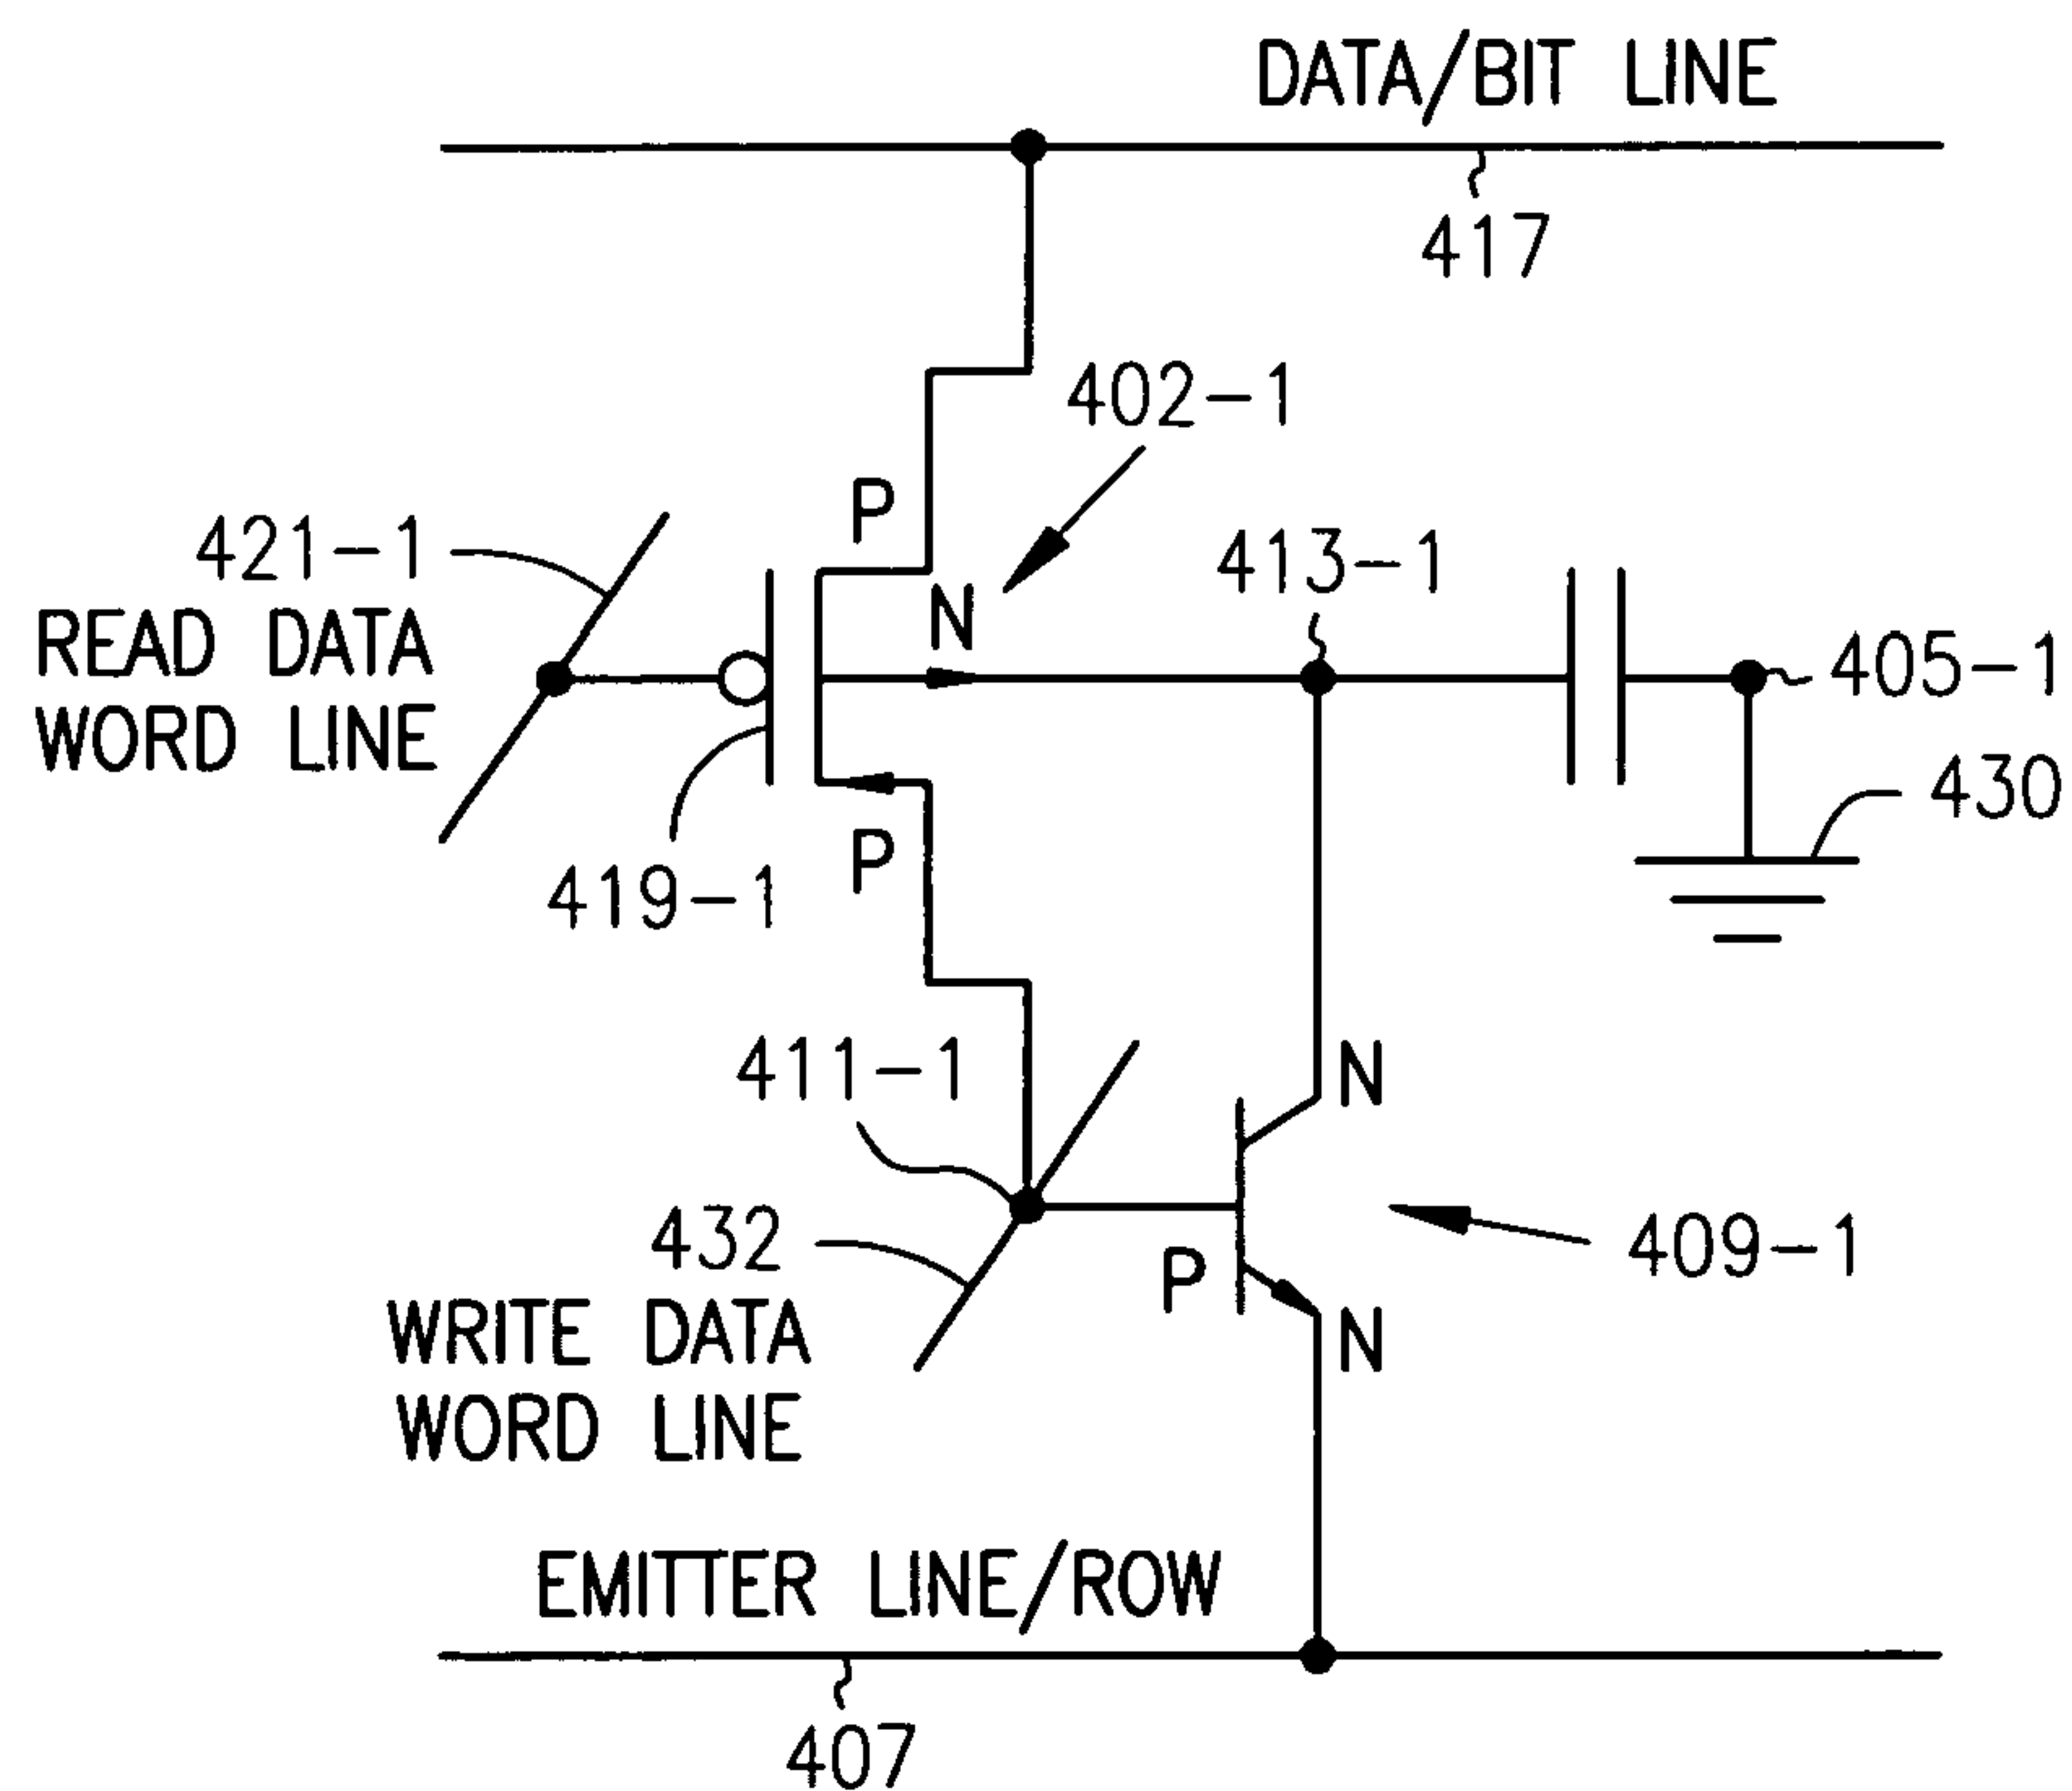 DATA/BIT LINE
417
402-1
P
421-1
413-1
N
READ DATA
WORD LINE
405-1
430
P
419-1
411-1
N
432
P
409-1
WRITE DATA
WORD LINE
N
EMITTER LINE/ROW
407